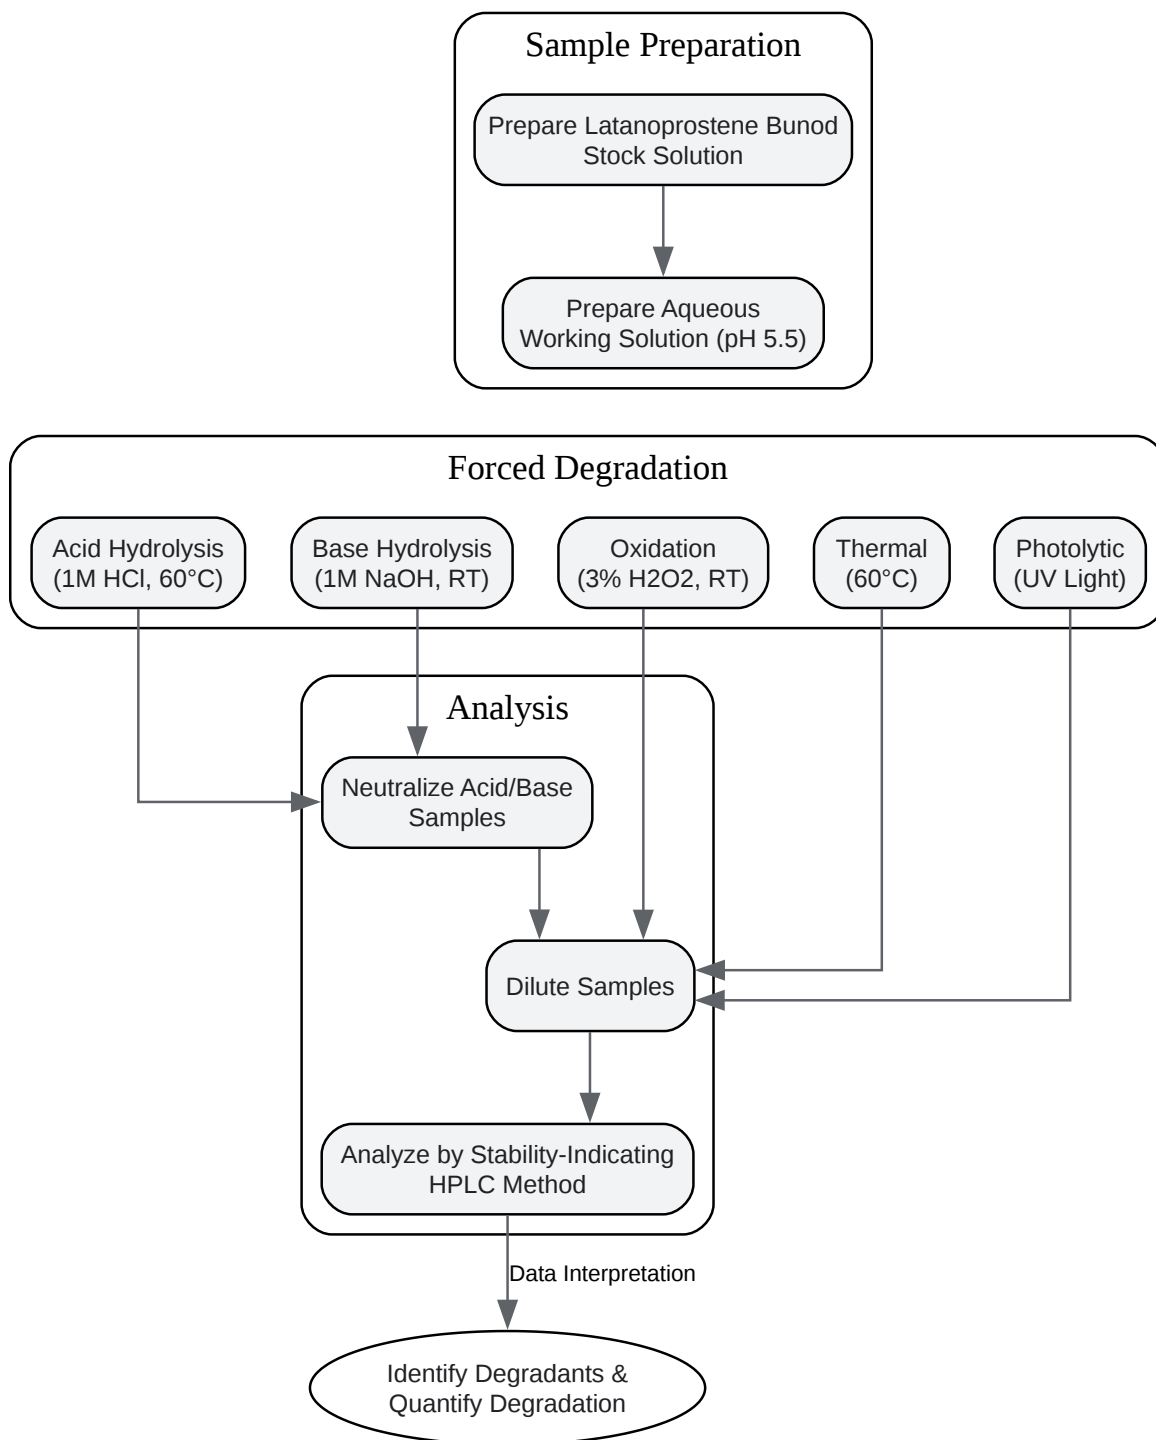 Sample Preparation
Prepare Latanoprostene Bunod
Stock Solution
Prepare Aqueous
Working Solution (pH 5.5)
Forced Degradation
Acid Hydrolysis
(1M HCl, 60°C)
Base Hydrolysis
(1M NaOH, RT)
Oxidation
(3% H2O2, RT)
Thermal
(60°C)
Photolytic
(UV Light)
Analysis
Neutralize Acid/Base
Samples
Dilute Samples
Analyze by Stability-Indicating
HPLC Method
Data Interpretation
Identify Degradants &
Quantify Degradation